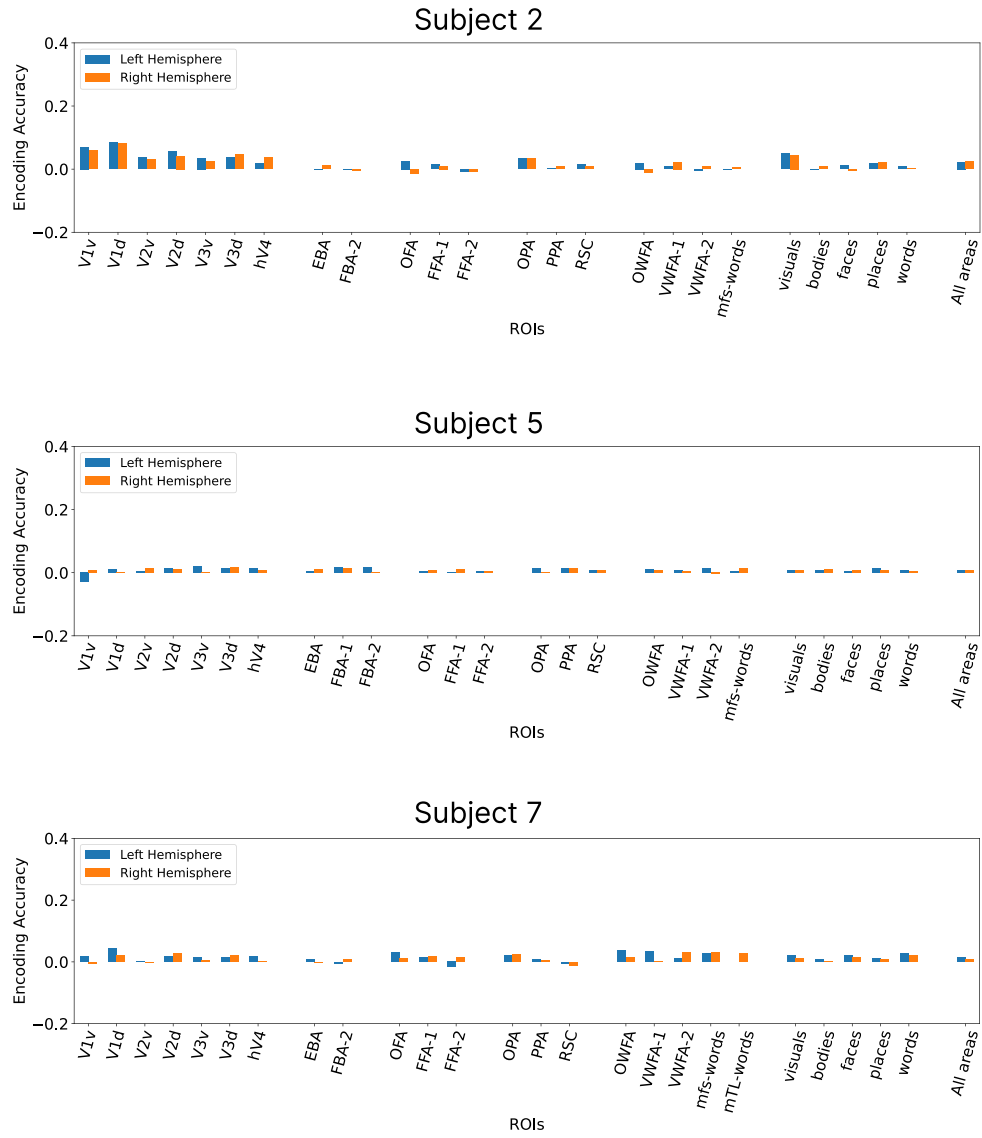 Subject 2
0.4
0.2
0.0
−0.2
Encoding Accuracy
Left Hemisphere
Right Hemisphere
V1v V1d V2v V2d V3v V3d hV4 EBA FBA-2 OFA FFA-1 FFA-2 OPA PPA RSC OWFA VWFA-1 VWFA-2 mfs-words visuals bodies faces places words All areas
ROIs
Subject 5
0.4
0.2
0.0
−0.2
Encoding Accuracy
Left Hemisphere
Right Hemisphere
V1v V1d V2v V2d V3v V3d hV4 EBA FBA-1 FBA-2 OFA FFA-1 FFA-2 OPA PPA RSC OWFA VWFA-1 VWFA-2 mfs-words visuals bodies faces places words All areas
ROIs
Subject 7
0.4
0.2
0.0
−0.2
Encoding Accuracy
Left Hemisphere
Right Hemisphere
V1v V1d V2v V2d V3v V3d hV4 EBA FBA-2 OFA FFA-1 FFA-2 OPA PPA RSC OWFA VWFA-1 VWFA-2 mfs-words mTL-words visuals bodies faces places words All areas
ROIs